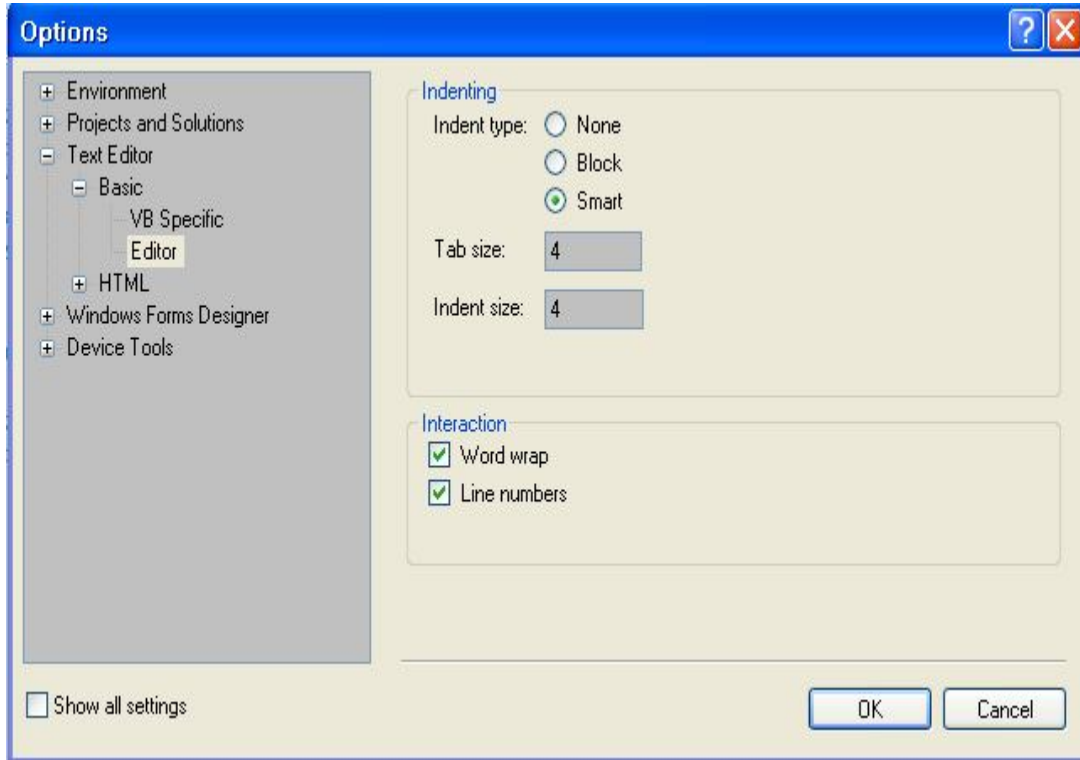 Options
Environment
Projects and Solutions
Text Editor
Basic
VB Specific
Editor
HTML
Windows Forms Designer
Device Tools
Indenting
Indent type: None
Block
Smart
Tab size: 4
Indent size: 4
Interaction
Word wrap
Line numbers
Show all settings
OK Cancel